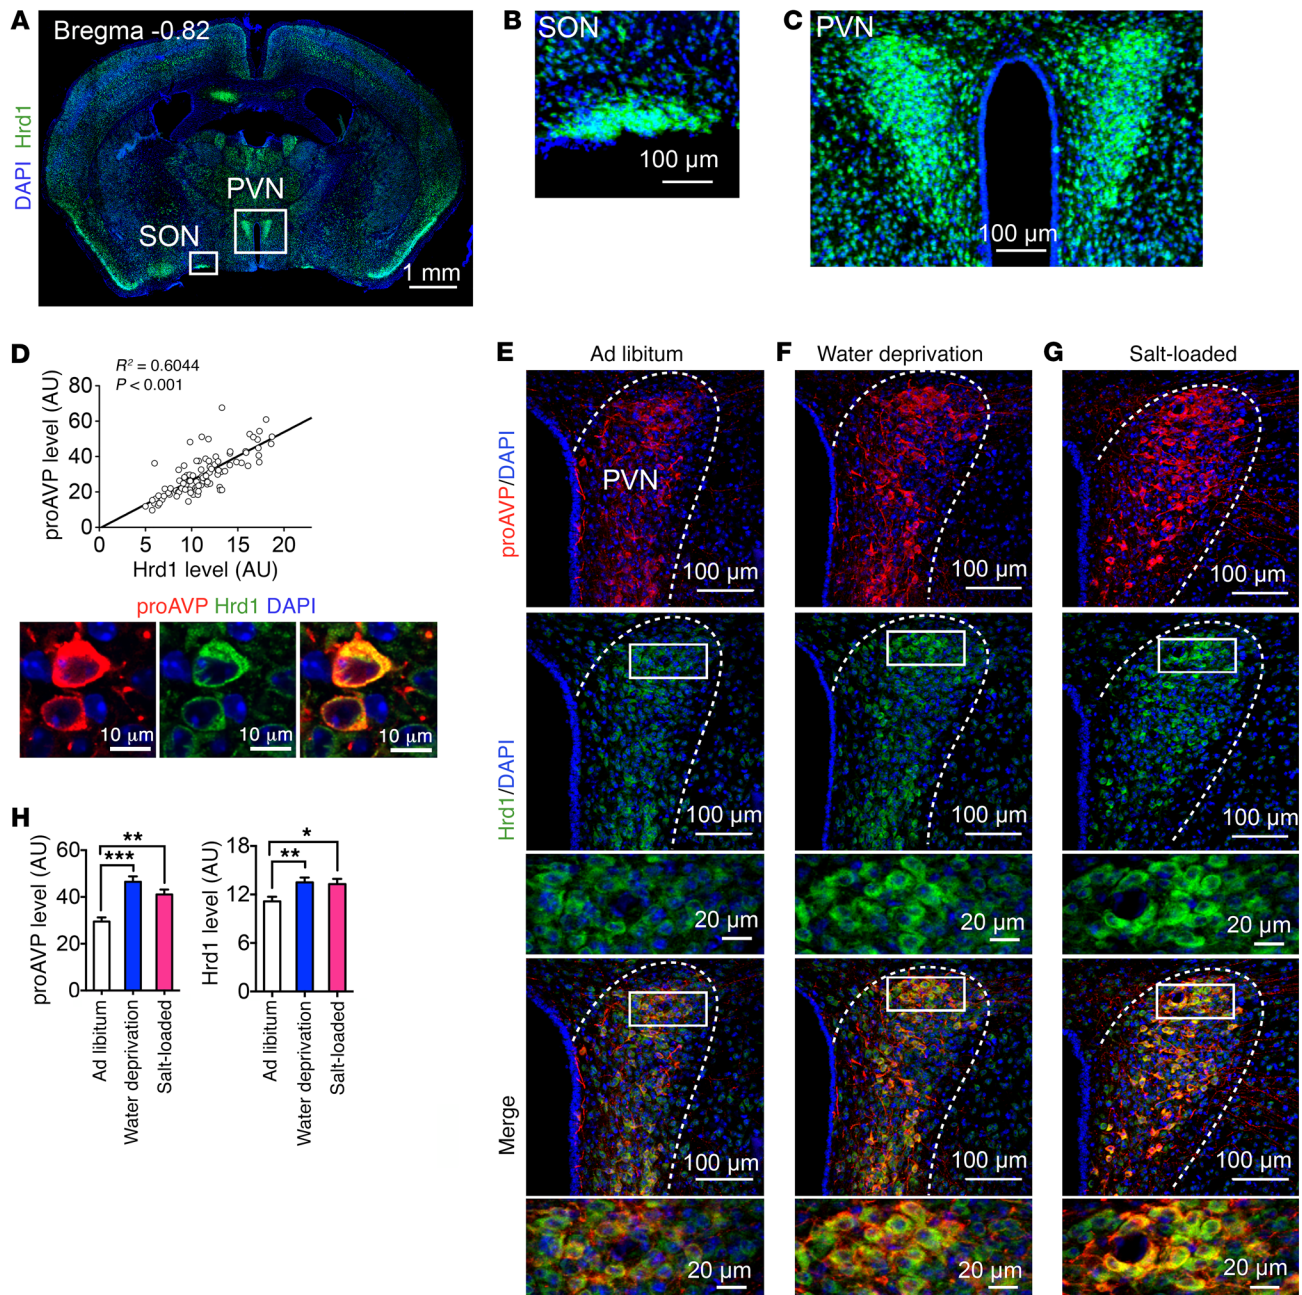 A
Bregma -0.82
DAPI Hrd1
PVN
SON
1 mm
B
SON
100 µm
C
PVN
100 µm
D
R² = 0.6044
P < 0.001
proAVP level (AU)
80
60
40
20
0
0 5 10 15 20
Hrd1 level (AU)
proAVP Hrd1 DAPI
10 µm
10 µm
10 µm
E
Ad libitum
F
Water deprivation
G
Salt-loaded
proAVP/DAPI
PVN
100 µm
100 µm
100 µm
Hrd1/DAPI
100 µm
100 µm
100 µm
20 µm
20 µm
20 µm
Merge
100 µm
100 µm
100 µm
20 µm
20 µm
20 µm
H
proAVP level (AU)
60
40
20
0
**
***
Ad libitum
Water deprivation
Salt-loaded
Hrd1 level (AU)
18
12
6
0
*
**
Ad libitum
Water deprivation
Salt-loaded